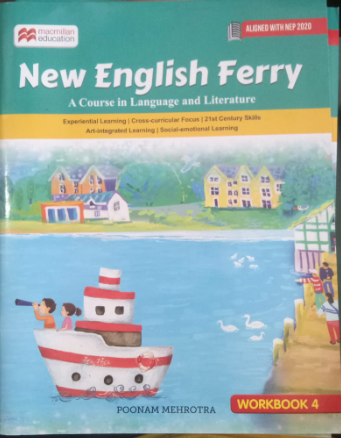 macmillan
education
ALIGNED WITH NEP 2020
New English Ferry
A Course in Language and Literature
Experiential Learning | Cross-curricular Focus | 21st Century Skills
Art-integrated Learning | Social-emotional Learning
POONAM MEHROTRA
WORKBOOK 4